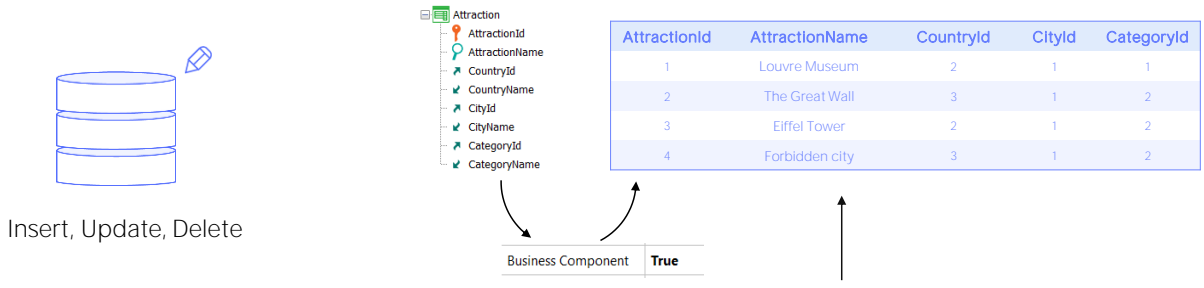 Insert, Update, Delete
Attraction
AttractionId
AttractionName
CountryId
CountryName
CityId
CityName
CategoryId
CategoryName
AttractionId AttractionName CountryId CityId CategoryId
1 Louvre Museum 2 1 1
2 The Great Wall 3 1 2
3 Eiffel Tower 2 1 2
4 Forbidden city 3 1 2
Business Component True